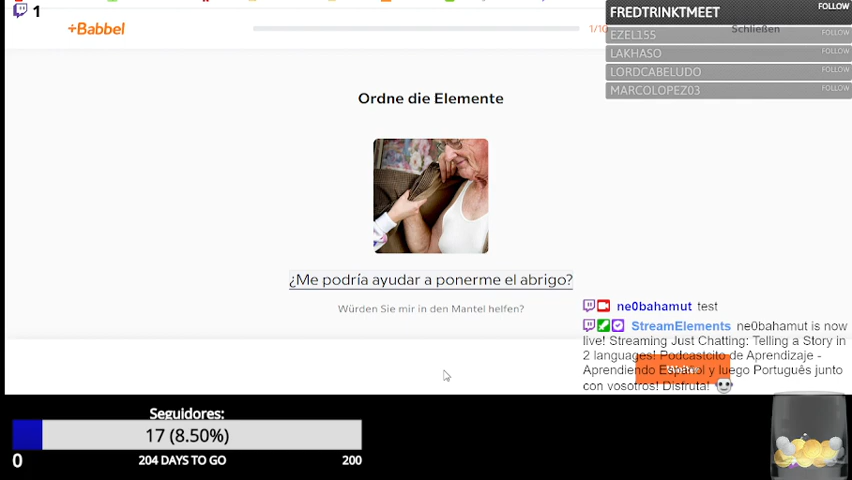 1
+Babbel
1/10
Schließen
FREDTRINKTMEET FOLLOW
EZEL155 FOLLOW
LAKHASO FOLLOW
LORDCABELUDO FOLLOW
MARCOLOPEZ03 FOLLOW
Ordne die Elemente
¿Me podría ayudar a ponerme el abrigo?
Würden Sie mir in den Mantel helfen?
ne0bahamut test
StreamElements ne0bahamut is now
live! Streaming Just Chatting: Telling a Story in
2 languages! Podcastcito de Aprendizaje -
Aprendiendo Español y luego Português junto
con vosotros! Disfruta!
Seguidores:
17 (8.50%)
0 204 DAYS TO GO 200